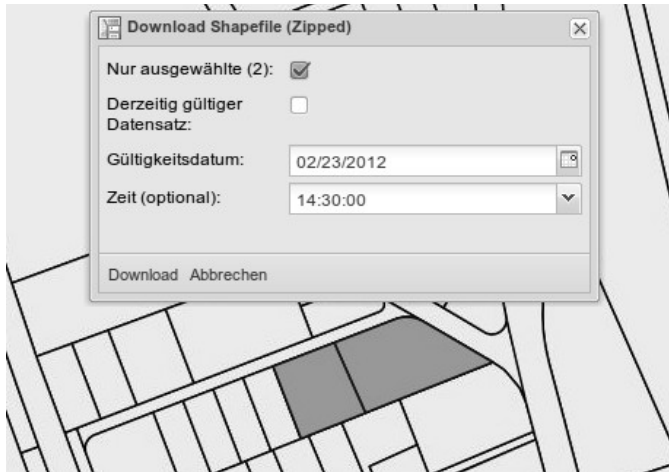 Download Shapefile (Zipped)
Nur ausgewählte (2):
Derzeitig gültiger
Datensatz:
Gültigkeitsdatum: 02/23/2012
Zeit (optional): 14:30:00
Download Abbrechen